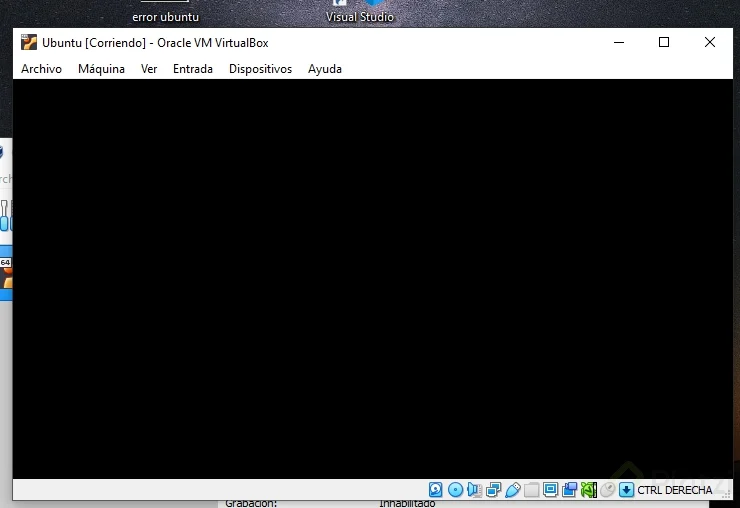 error ubuntu
Visual Studio
Ubuntu [Corriendo] - Oracle VM VirtualBox
Archivo Máquina Ver Entrada Dispositivos Ayuda
64
CTRL DERECHA
Grabación: Inhabilitado